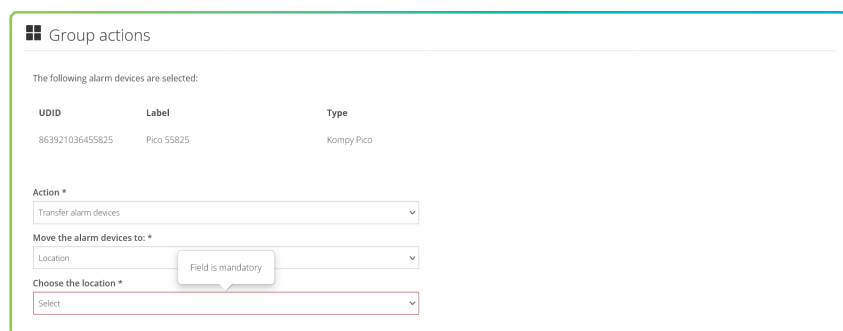 Group actions
The following alarm devices are selected:
UDID Label Type
863921036455825 Pico 55825 Kompy Pico
Action *
Transfer alarm devices
Move the alarm devices to: *
Location
Field is mandatory
Choose the location *
Select